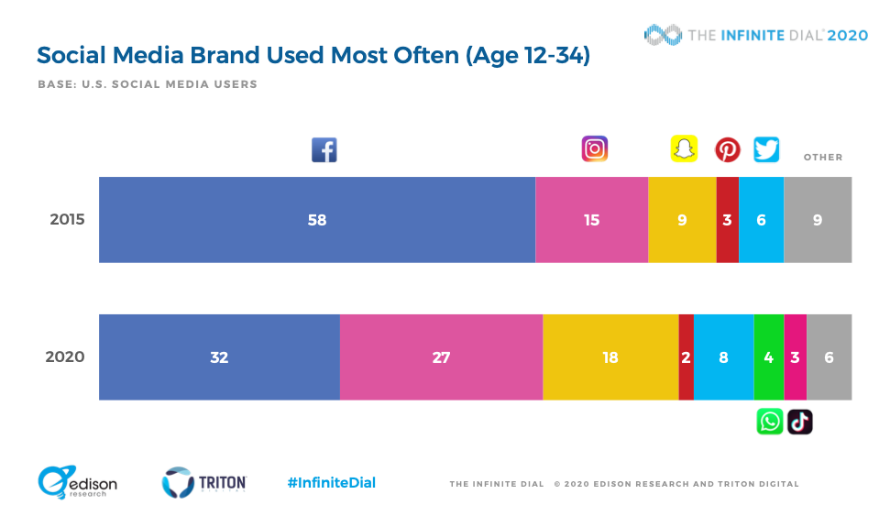 THE INFINITE DIAL 2020
Social Media Brand Used Most Often (Age 12-34)
BASE: U.S. SOCIAL MEDIA USERS
OTHER
2015 58 15 9 3 6 9
2020 32 27 18 2 8 4 3 6
edison research
TRITON DIGITAL
#InfiniteDial
THE INFINITE DIAL © 2020 EDISON RESEARCH AND TRITON DIGITAL